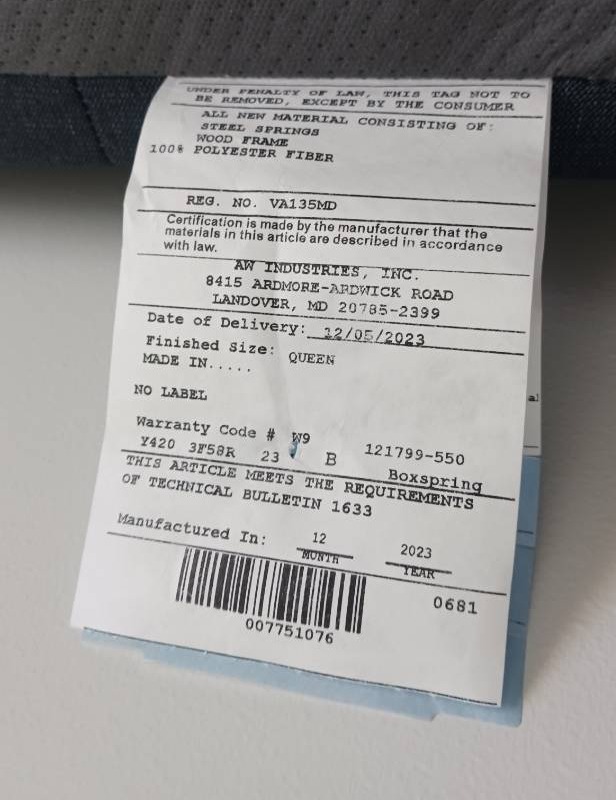 UNDER PENALTY OF LAW, THIS TAG NOT TO
BE REMOVED, EXCEPT BY THE CONSUMER
ALL NEW MATERIAL CONSISTING OF:
STEEL SPRINGS
WOOD FRAME
100% POLYESTER FIBER
REG. NO. VA135MD
Certification is made by the manufacturer that the
materials in this article are described in accordance
with law.
AW INDUSTRIES, INC.
8415 ARDMORE-ARDWICK ROAD
LANDOVER, MD 20785-2399
Date of Delivery: 12/05/2023
Finished Size: QUEEN
MADE IN.....
NO LABEL
Warranty Code # W9 121799-550
Y420 3F58R 23 B Boxspring
THIS ARTICLE MEETS THE REQUIREMENTS
OF TECHNICAL BULLETIN 1633
Manufactured In: 12 2023
MONTH YEAR
0681
007751076